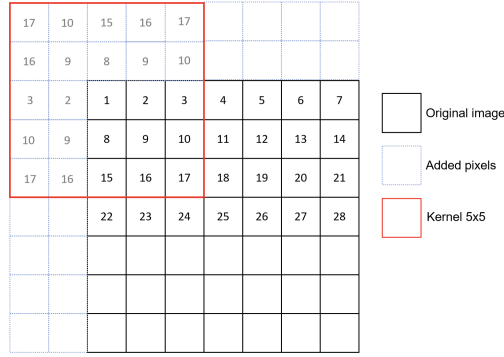 17 10 15 16 17
16 9 8 9 10
3 2 1 2 3 4 5 6 7
10 9 8 9 10 11 12 13 14
17 16 15 16 17 18 19 20 21
22 23 24 25 26 27 28
Original image
Added pixels
Kernel 5x5